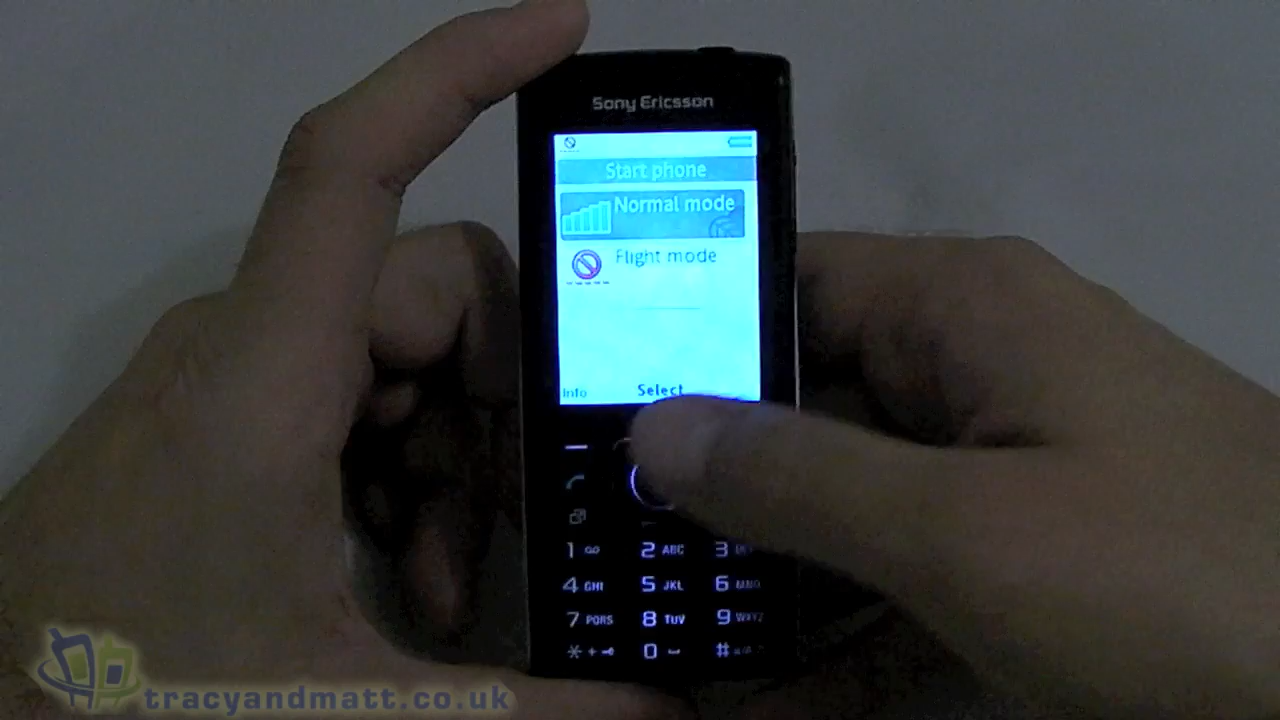 Sony Ericsson
Start phone
Normal mode
Flight mode
Info
Select
1
2 ABC
3
4 GHI
5 JKL
6 MNO
7 PQRS
8 TUV
9 WXYZ
* +
0
#
tracyandmatt.co.uk